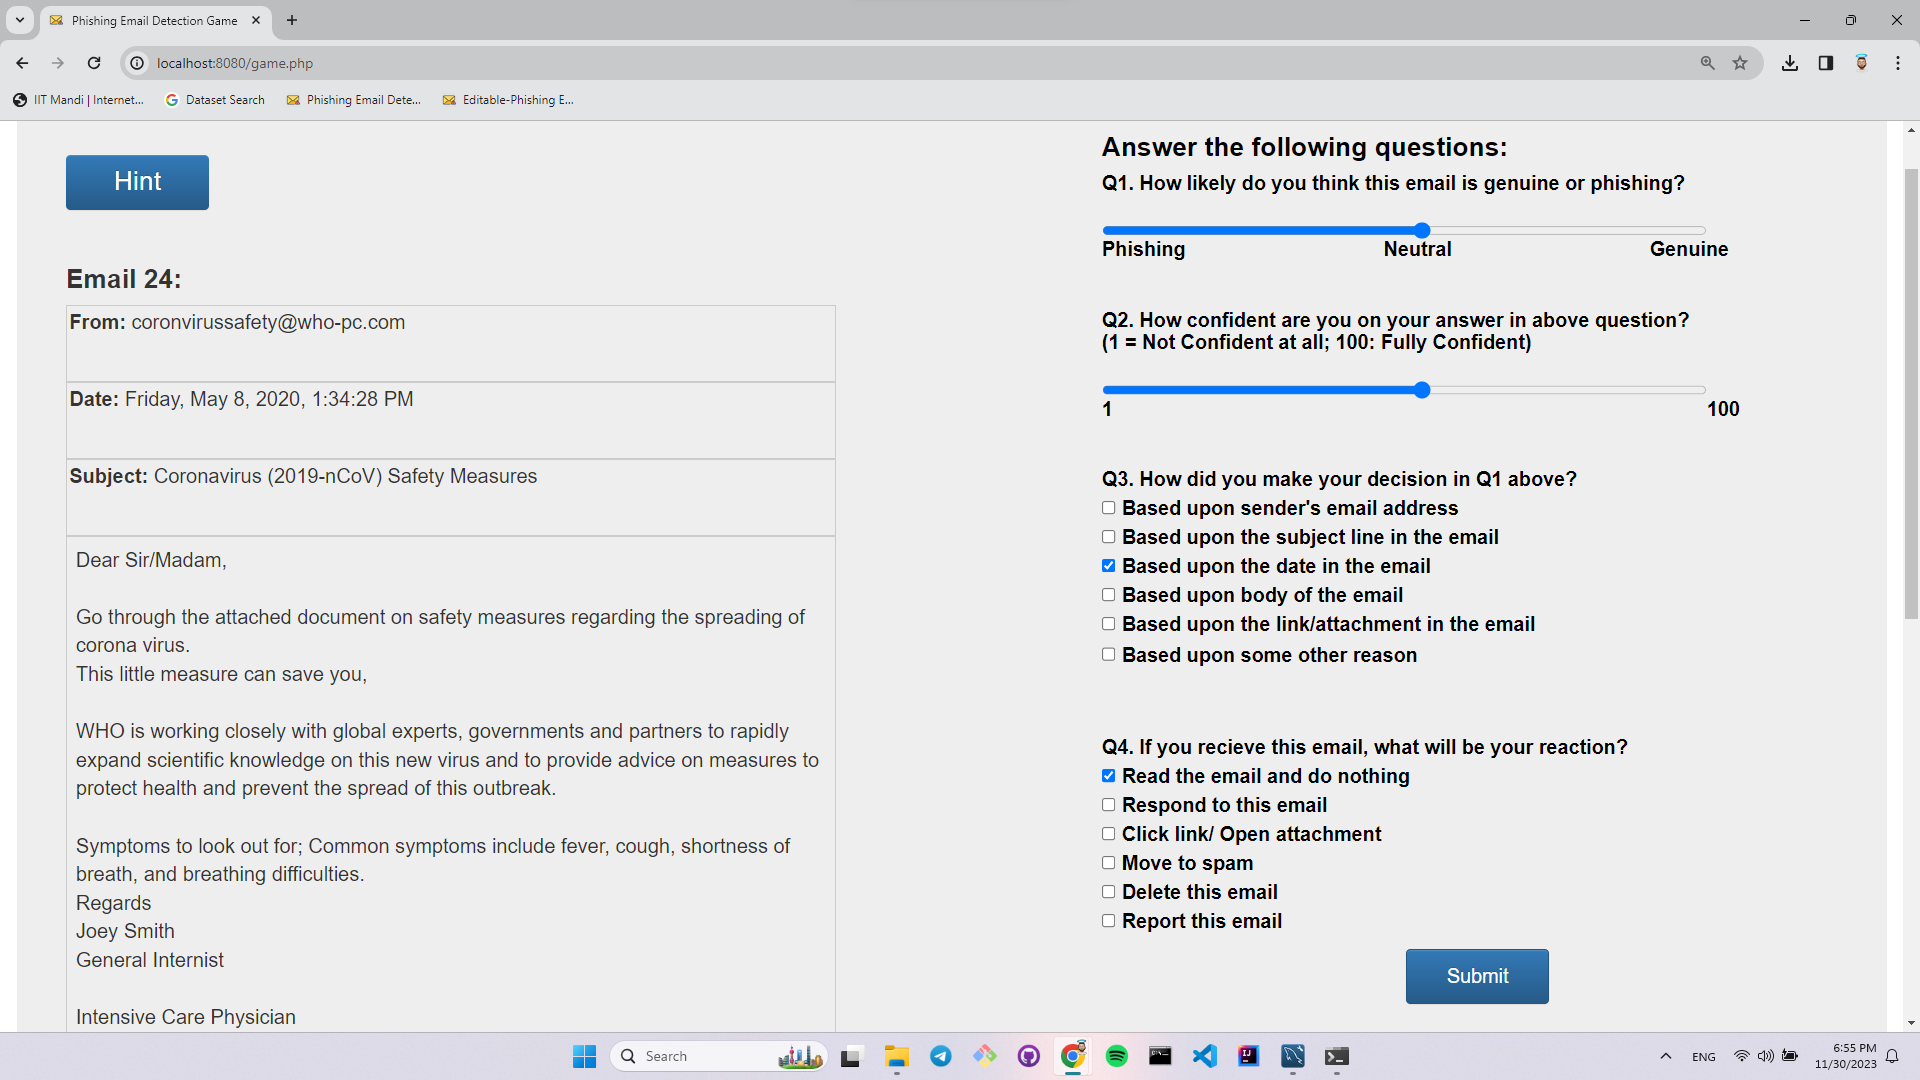 Phishing Email Detection Game
localhost:8080/game.php
IIT Mandi | Internet...
Dataset Search
Phishing Email Dete...
Editable-Phishing E...
Hint
Email 24:
From: coronvirussafety@who-pc.com
Date: Friday, May 8, 2020, 1:34:28 PM
Subject: Coronavirus (2019-nCoV) Safety Measures
Dear Sir/Madam,
Go through the attached document on safety measures regarding the spreading of
corona virus.
This little measure can save you,
WHO is working closely with global experts, governments and partners to rapidly
expand scientific knowledge on this new virus and to provide advice on measures to
protect health and prevent the spread of this outbreak.
Symptoms to look out for; Common symptoms include fever, cough, shortness of
breath, and breathing difficulties.
Regards
Joey Smith
General Internist
Intensive Care Physician
Answer the following questions:
Q1. How likely do you think this email is genuine or phishing?
Phishing
Neutral
Genuine
Q2. How confident are you on your answer in above question?
(1 = Not Confident at all; 100: Fully Confident)
1
100
Q3. How did you make your decision in Q1 above?
Based upon sender's email address
Based upon the subject line in the email
Based upon the date in the email
Based upon body of the email
Based upon the link/attachment in the email
Based upon some other reason
Q4. If you recieve this email, what will be your reaction?
Read the email and do nothing
Respond to this email
Click link/ Open attachment
Move to spam
Delete this email
Report this email
Submit
Search
ENG
6:55 PM
11/30/2023